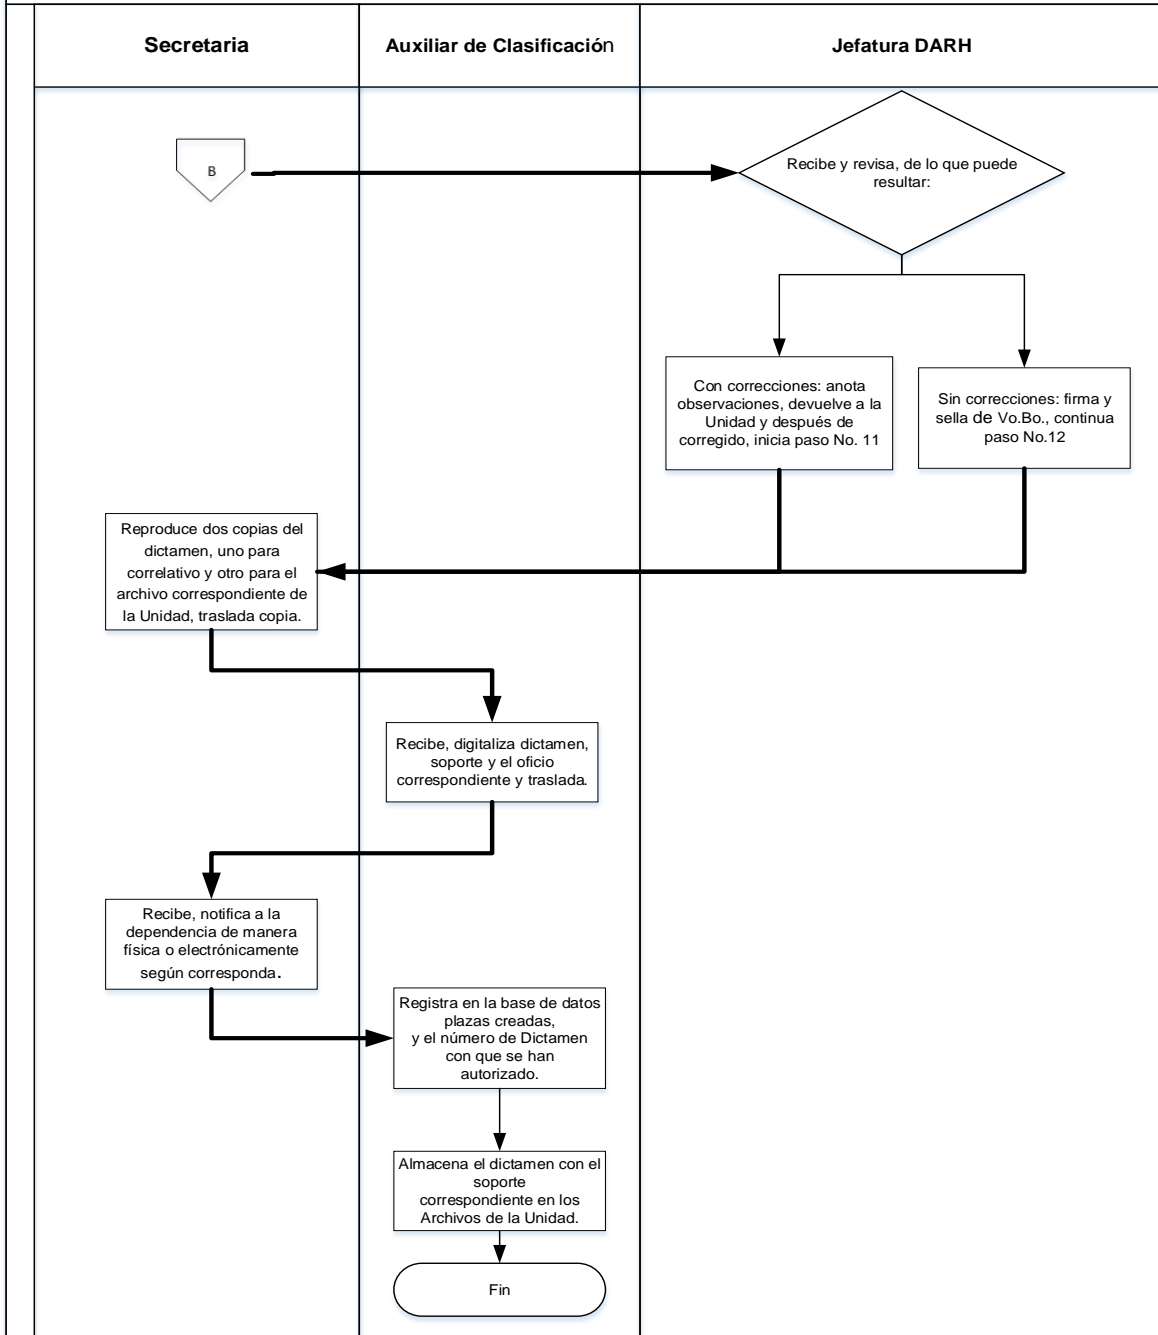 Secretaria
Auxiliar de Clasificación
Jefatura DARH
B
Recibe y revisa, de lo que puede
resultar:
Con correcciones: anota
observaciones, devuelve a la
Unidad y después de
corregido, inicia paso No. 11
Sin correcciones: firma y
sella de Vo.Bo., continua
paso No.12
Reproduce dos copias del
dictamen, uno para
correlativo y otro para el
archivo correspondiente de
la Unidad, traslada copia.
Recibe, digitaliza dictamen,
soporte y el oficio
correspondiente y traslada.
Recibe, notifica a la
dependencia de manera
física o electrónicamente
según corresponda.
Registra en la base de datos
plazas creadas,
y el número de Dictamen
con que se han
autorizado.
Almacena el dictamen con el
soporte
correspondiente en los
Archivos de la Unidad.
Fin